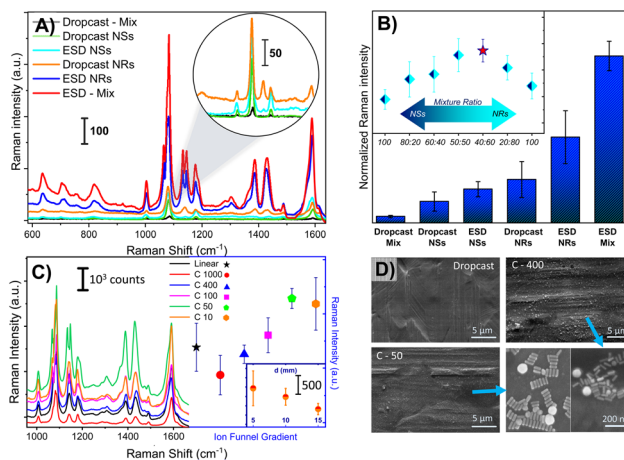 A)
Dropcast - Mix
Dropcast NSs
ESD NSs
Dropcast NRs
ESD NRs
ESD - Mix
50
100
Raman intensity (a.u.)
600 800 1000 1200 1400 1600
Raman Shift (cm-1)
B)
Normalized Raman intensity
Mixture Ratio
NSs
NRs
100 80:20 60:40 50:50 40:60 20:80 100
Dropcast Mix
Dropcast NSs
ESD NSs
Dropcast NRs
ESD NRs
ESD Mix
C)
10³ counts
Linear
C 1000
C 400
C 100
C 50
C 10
Raman Intensity (a.u.)
Raman Intensity (a.u.)
d (mm)
500
5 10 15
1000 1200 1400 1600
Ion Funnel Gradient
Raman Shift (cm-1)
D)
Dropcast
5 µm
C - 400
5 µm
C - 50
5 µm